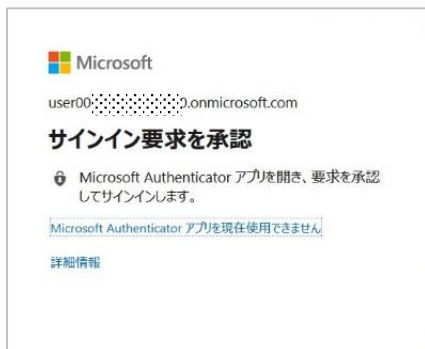 Microsoft
user00 0.onmicrosoft.com
サインイン要求を承認
Microsoft Authenticator アプリを開き、要求を承認
してサインインします。
Microsoft Authenticator アプリを現在使用できません
詳細情報